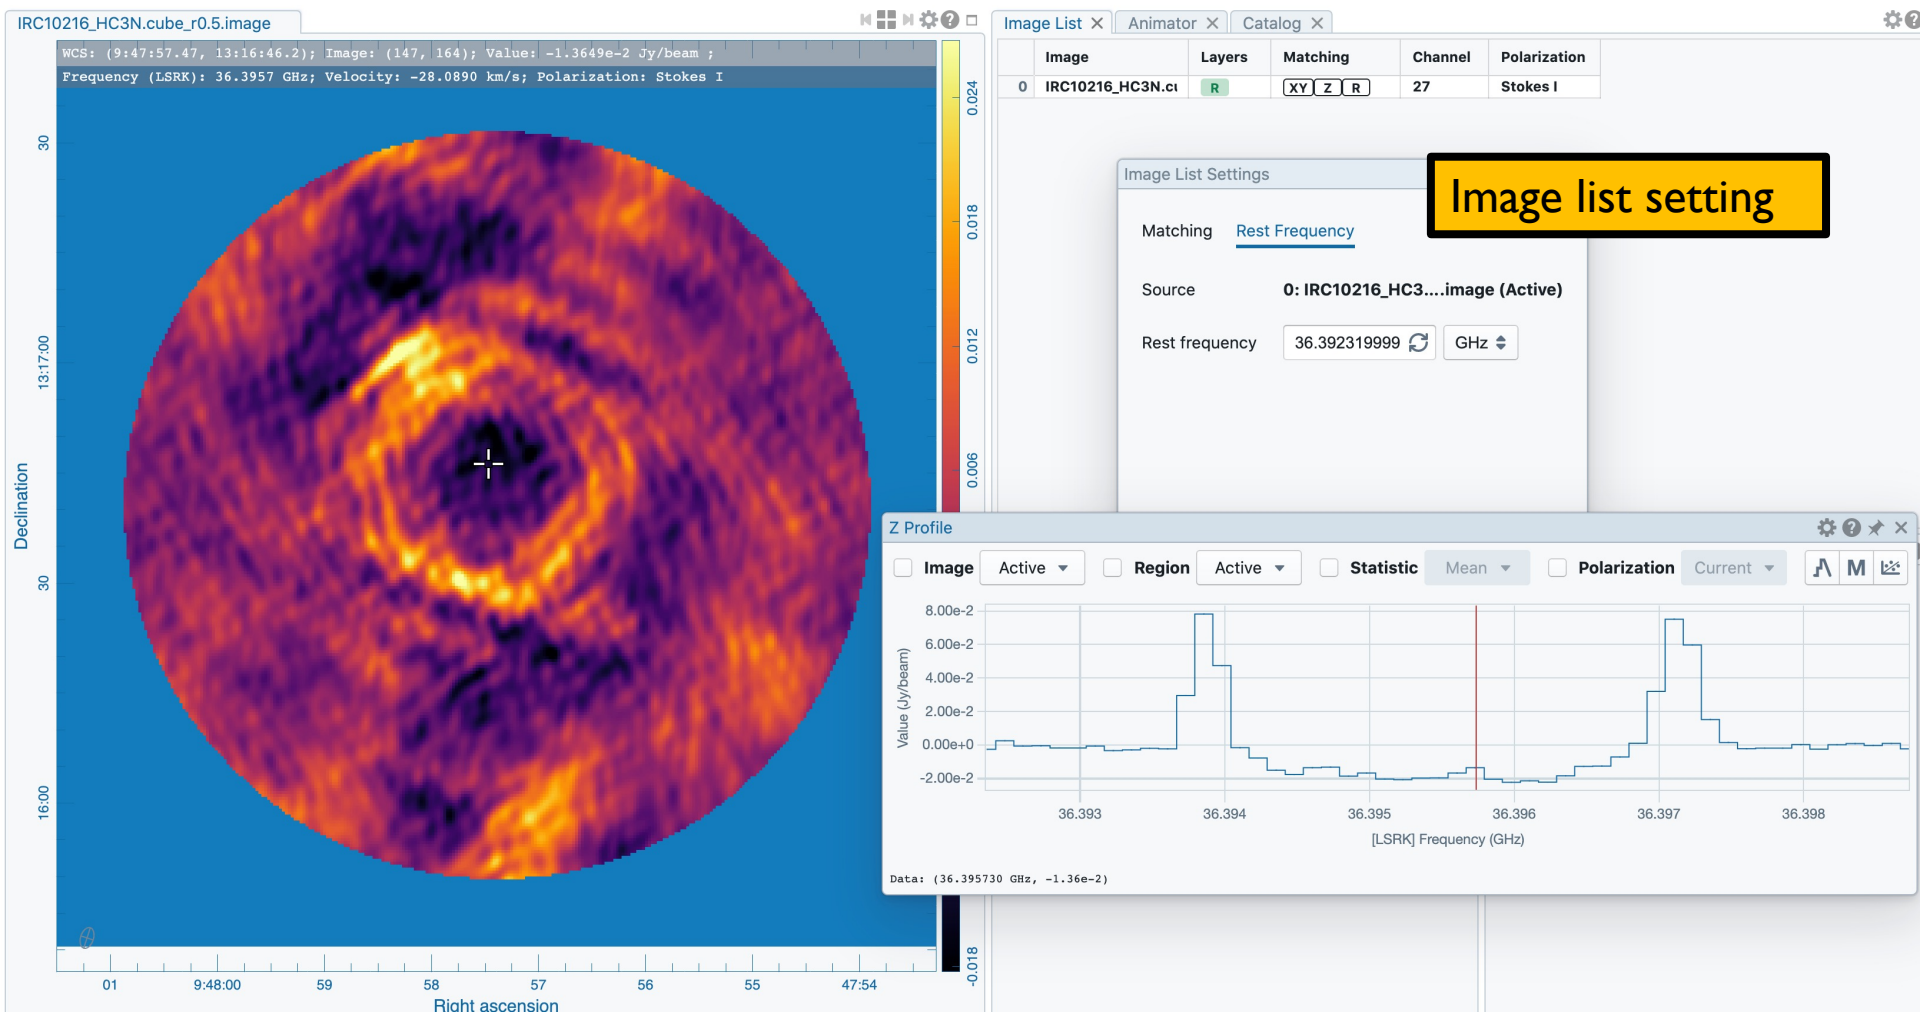 IRC10216_HC3N.cube_r0.5.image
WCS: (9:47:57.47, 13:16:46.2); Image: (147, 164); Value: -1.3649e-2 Jy/beam ;
Frequency (LSRK): 36.3957 GHz; Velocity: -28.0890 km/s; Polarization: Stokes I
30
13:17:00
30
16:00
Declination
01 9:48:00 59 58 57 56 55 47:54
Right ascension
0.024
0.018
0.012
0.006
-0.018
Image List Animator Catalog
Image Layers Matching Channel Polarization
0 IRC10216_HC3N.cu R XY Z R 27 Stokes I
Image List Settings
Image list setting
Matching Rest Frequency
Source 0: IRC10216_HC3....image (Active)
Rest frequency 36.392319999 GHz
Z Profile
Image Active Region Active Statistic Mean Polarization Current M
8.00e-2
6.00e-2
4.00e-2
2.00e-2
0.00e+0
-2.00e-2
Value (Jy/beam)
36.393 36.394 36.395 36.396 36.397 36.398
[LSRK] Frequency (GHz)
Data: (36.395730 GHz, -1.36e-2)